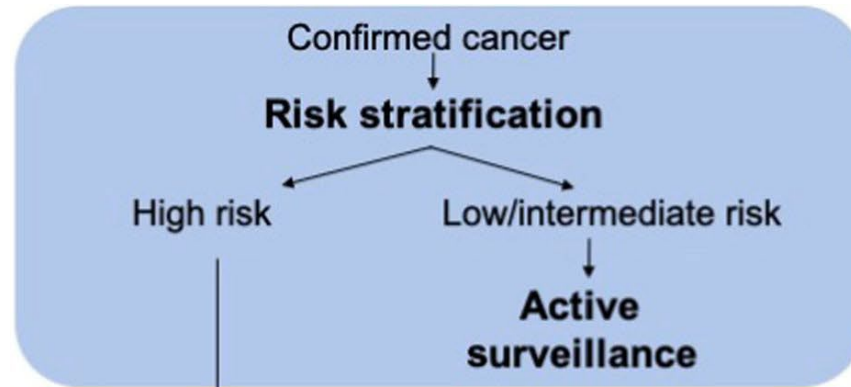 Confirmed cancer
Risk stratification
High risk
Low/intermediate risk
Active
surveillance